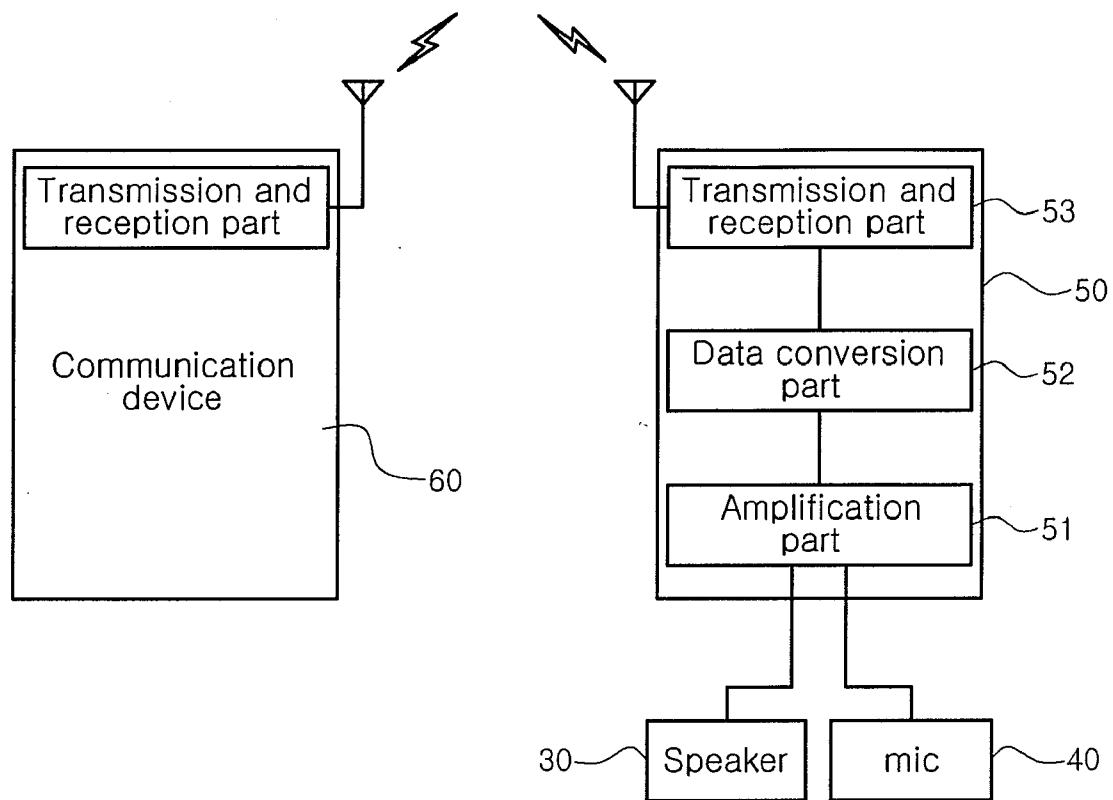 Transmission and
reception part
Communication
device
60
Transmission and
reception part
53
50
Data conversion
part
52
Amplification
part
51
30
Speaker
mic
40